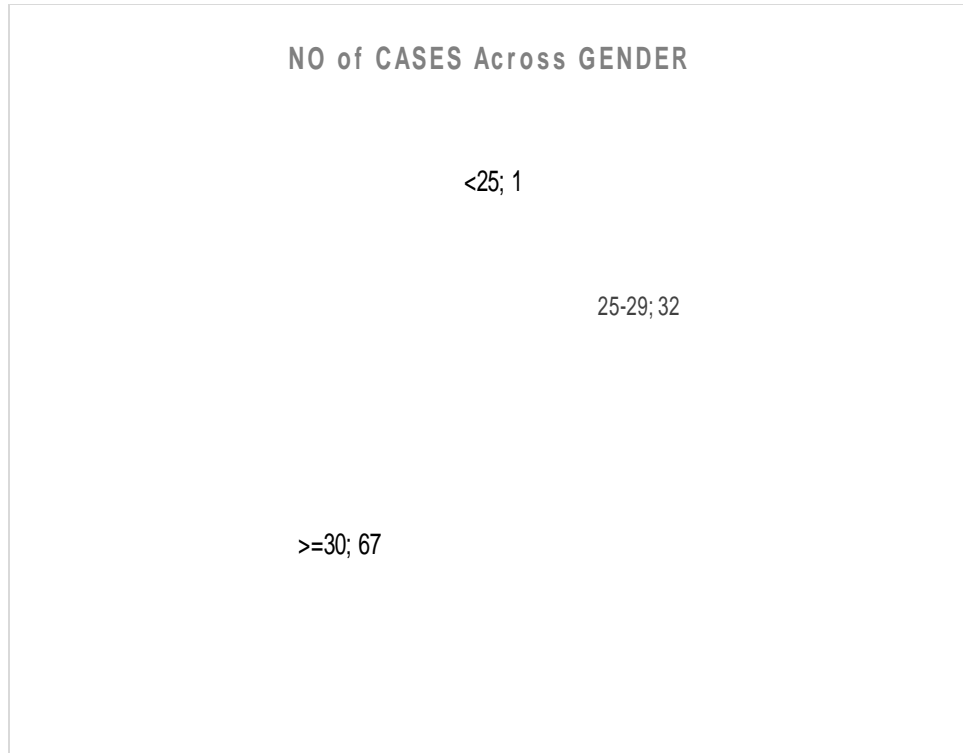 NO of CASES Across GENDER
<25; 1
25-29; 32
>=30; 67